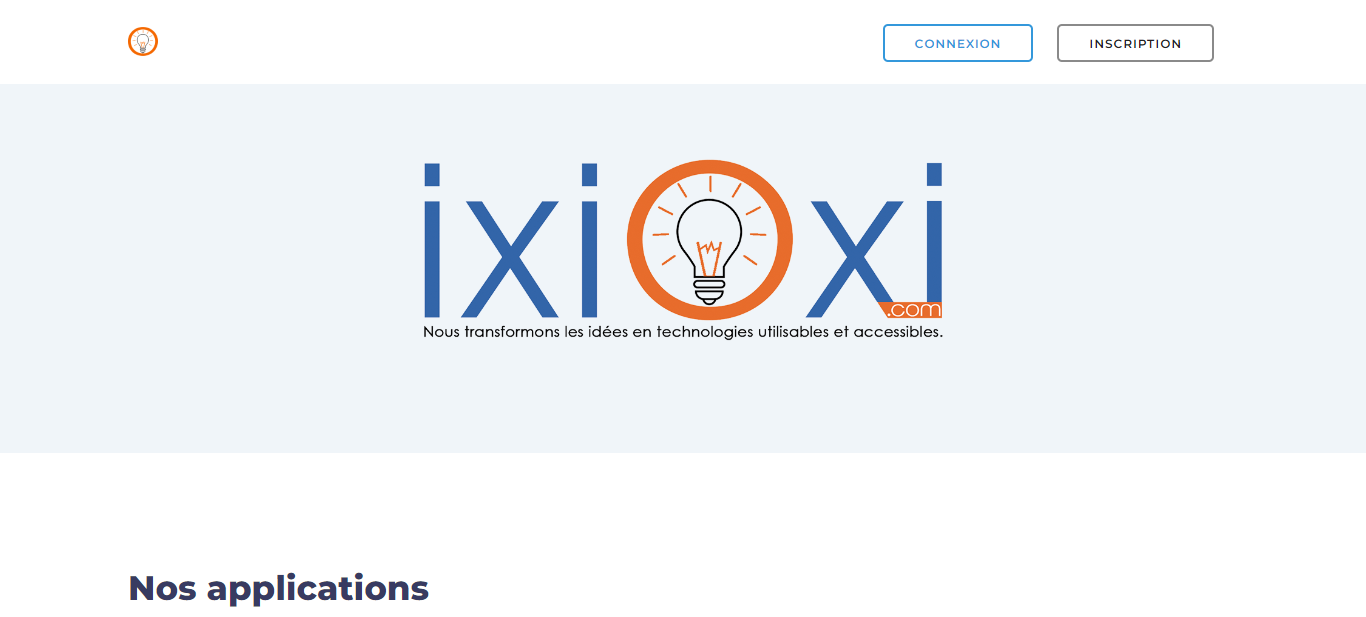 CONNEXION
INSCRIPTION
ixiOxi
.com
Nous transformons les idées en technologies utilisables et accessibles.
Nos applications